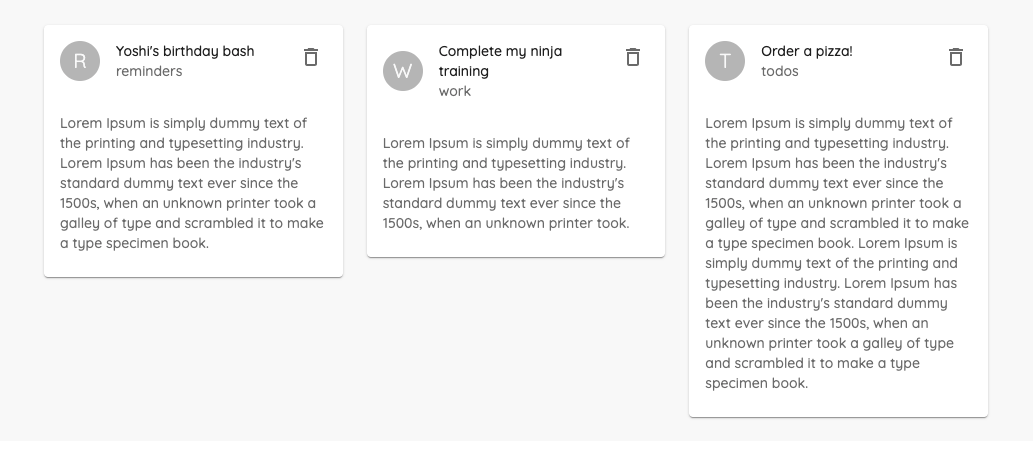 R
Yoshi's birthday bash
reminders
Lorem Ipsum is simply dummy text of
the printing and typesetting industry.
Lorem Ipsum has been the industry's
standard dummy text ever since the
1500s, when an unknown printer took a
galley of type and scrambled it to make
a type specimen book.
W
Complete my ninja
training
work
Lorem Ipsum is simply dummy text of
the printing and typesetting industry.
Lorem Ipsum has been the industry's
standard dummy text ever since the
1500s, when an unknown printer took.
T
Order a pizza!
todos
Lorem Ipsum is simply dummy text of
the printing and typesetting industry.
Lorem Ipsum has been the industry's
standard dummy text ever since the
1500s, when an unknown printer took a
galley of type and scrambled it to make
a type specimen book. Lorem Ipsum is
simply dummy text of the printing and
typesetting industry. Lorem Ipsum has
been the industry's standard dummy
text ever since the 1500s, when an
unknown printer took a galley of type
and scrambled it to make a type
specimen book.